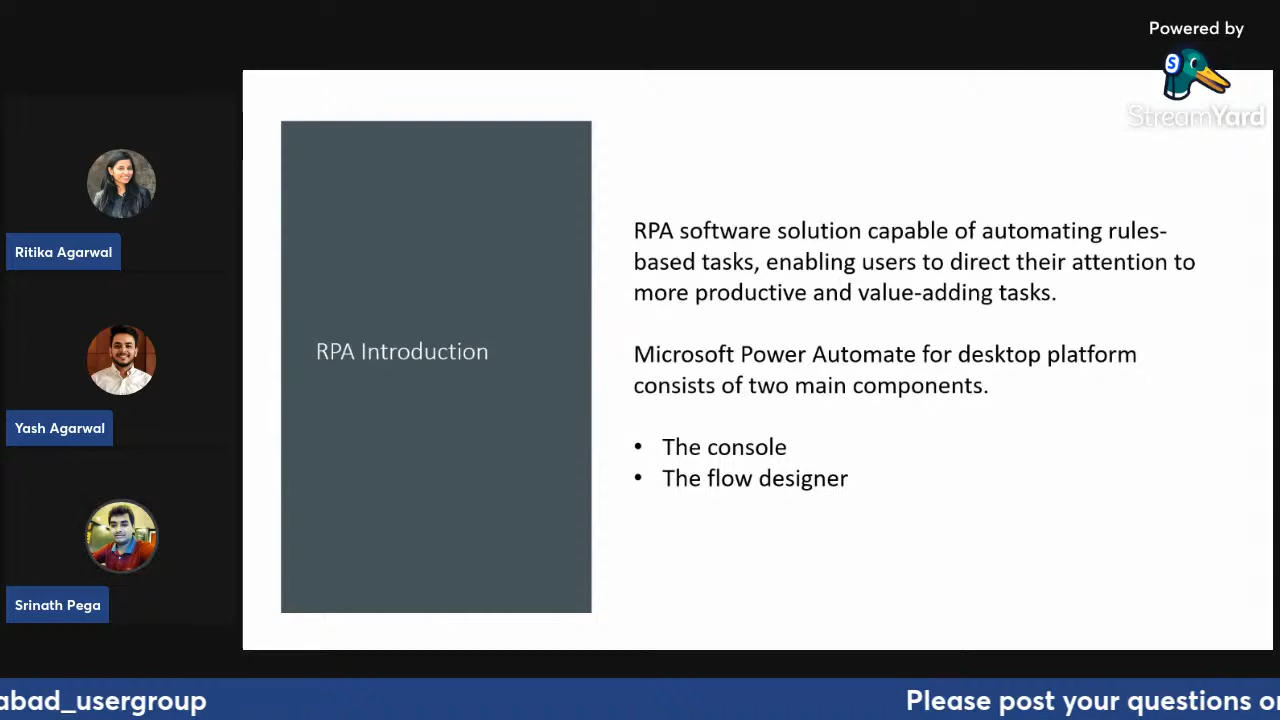 Powered by
StreamYard
Ritika Agarwal
Yash Agarwal
Srinath Pega
RPA Introduction
RPA software solution capable of automating rules-
based tasks, enabling users to direct their attention to
more productive and value-adding tasks.
Microsoft Power Automate for desktop platform
consists of two main components.
• The console
• The flow designer
abad_usergroup
Please post your questions